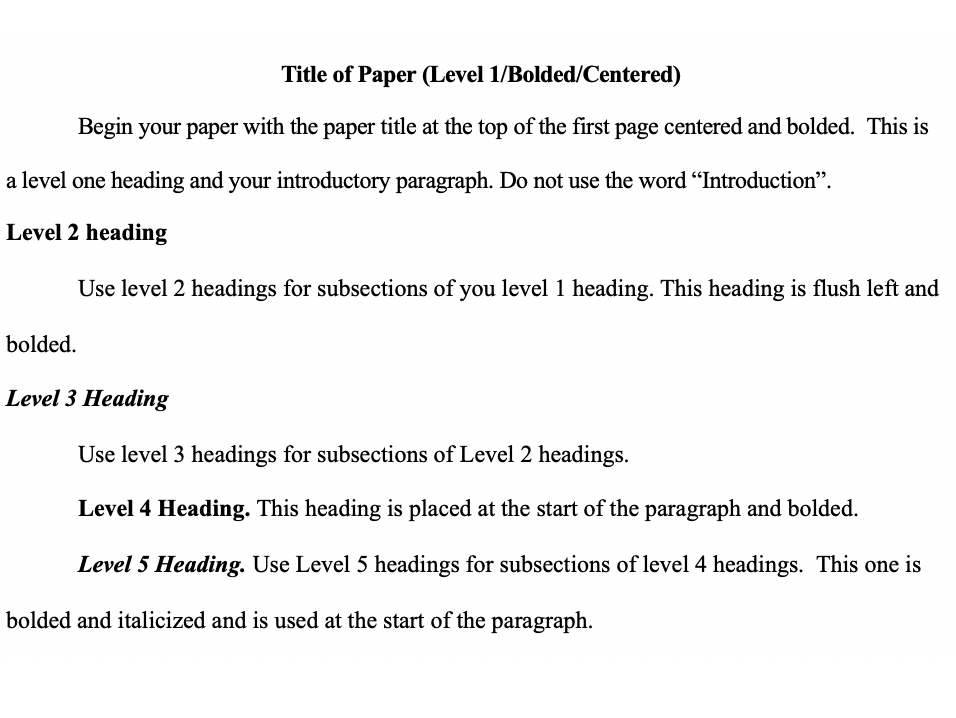 Title of Paper (Level 1/Bolded/Centered)
Begin your paper with the paper title at the top of the first page centered and bolded.  This is
a level one heading and your introductory paragraph. Do not use the word “Introduction”.
Level 2 heading
Use level 2 headings for subsections of you level 1 heading. This heading is flush left and
bolded.
Level 3 Heading
Use level 3 headings for subsections of Level 2 headings.
Level 4 Heading. This heading is placed at the start of the paragraph and bolded.
Level 5 Heading. Use Level 5 headings for subsections of level 4 headings.  This one is
bolded and italicized and is used at the start of the paragraph.